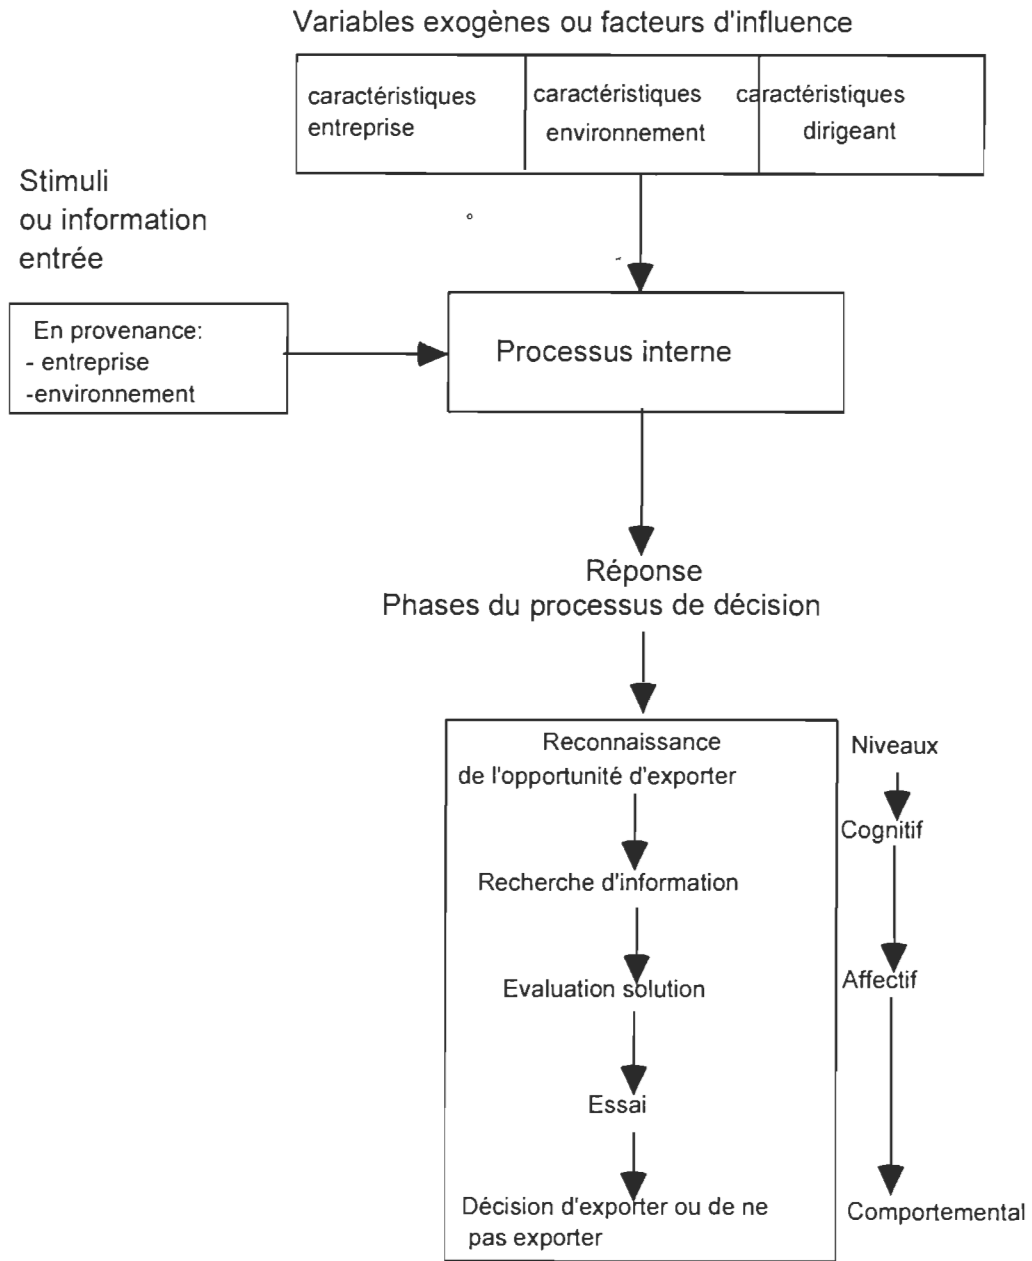 Variables exogènes ou facteurs d'influence
caractéristiques
entreprise
caractéristiques
environnement
caractéristiques
dirigeant
Stimuli
ou information
entrée
En provenance:
- entreprise
-environnement
Processus interne
Réponse
Phases du processus de décision
Reconnaissance
de l'opportunité d'exporter
Recherche d'information
Evaluation solution
Essai
Décision d'exporter ou de ne
pas exporter
Niveaux
Cognitif
Affectif
Comportemental